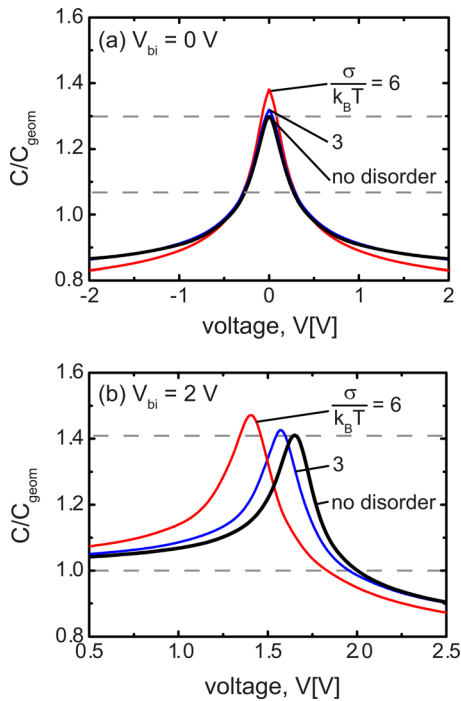 (a) V_bi = 0 V
σ/k_BT = 6
3
no disorder
C/C_geom
1.6
1.4
1.2
1.0
0.8
-2 -1 0 1 2
voltage, V[V]
(b) V_bi = 2 V
σ/k_BT = 6
3
no disorder
C/C_geom
1.6
1.4
1.2
1.0
0.8
0.5 1.0 1.5 2.0 2.5
voltage, V[V]